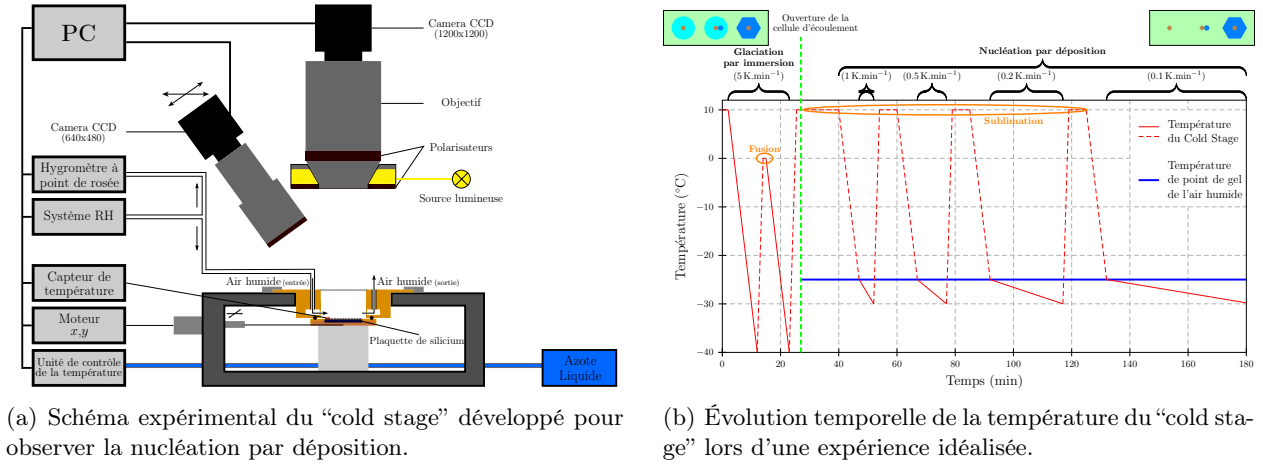 PC
Camera CCD
(1200x1200)
Objectif
Camera CCD
(640x480)
Polarisateurs
Source lumineuse
Hygromètre à
point de rosée
Système RH
Capteur de
température
Air humide (entrée)
Air humide (sortie)
Moteur
x,y
Plaquette de silicium
Unité de contrôle
de la température
Azote
Liquide
(a) Schéma expérimental du “cold stage” développé pour
observer la nucléation par déposition.
Ouverture de la
cellule d'écoulement
Glaciation
par immersion
(5 K.min⁻¹)
Nucléation par déposition
(1 K.min⁻¹)
(0.5 K.min⁻¹)
(0.2 K.min⁻¹)
(0.1 K.min⁻¹)
Sublimation
Fusion
Température
du Cold Stage
Température
de point de gel
de l'air humide
Température (°C)
10
0
−10
−20
−30
−40
0 20 40 60 80 100 120 140 160 180
Temps (min)
(b) Évolution temporelle de la température du “cold sta-
ge” lors d'une expérience idéalisée.